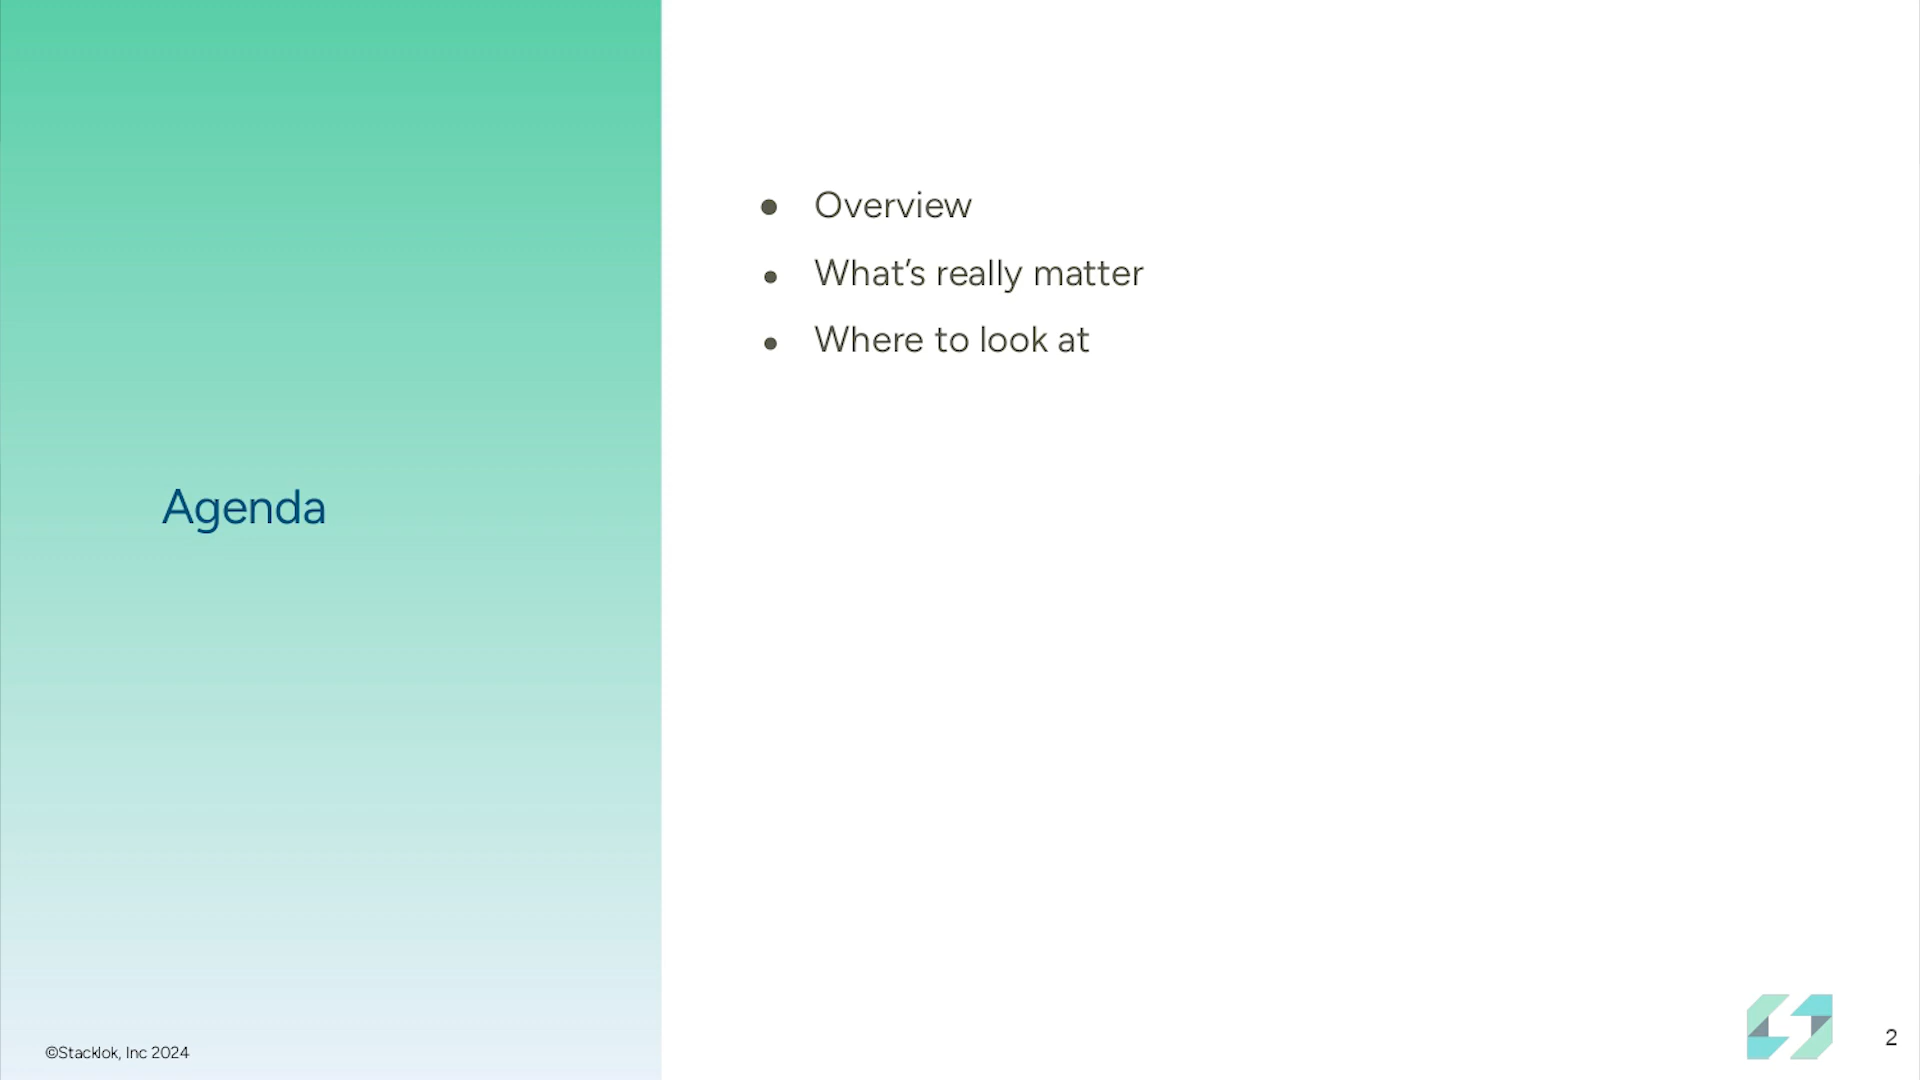 Agenda
● Overview
● What’s really matter
● Where to look at
©Stacklok, Inc 2024
2